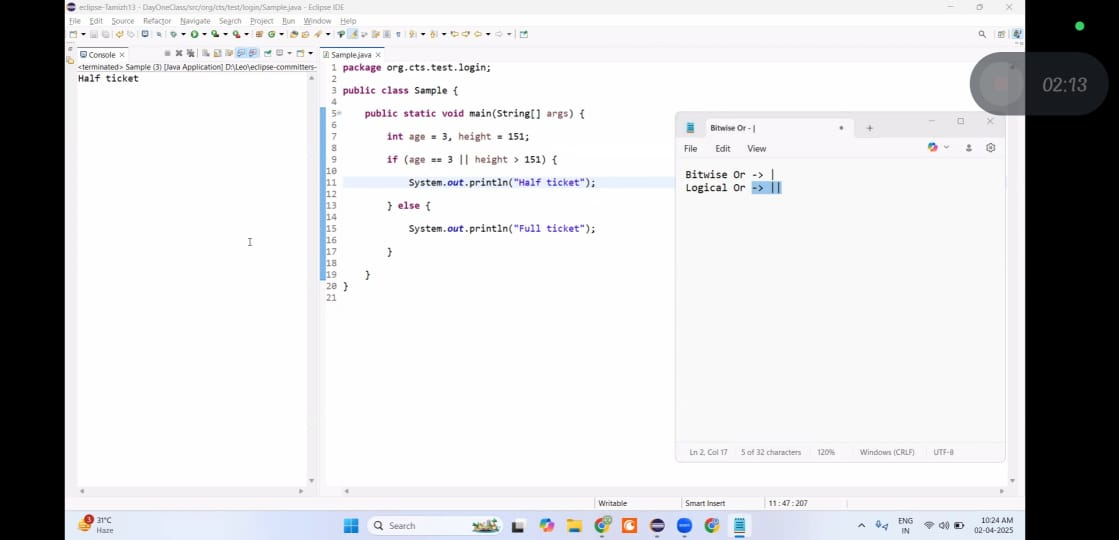 eclipse-Tamizh13 - DayOneClass/src/org/cts/test/login/Sample.java - Eclipse IDE
File Edit Source Refactor Navigate Search Project Run Window Help
Console
<terminated> Sample (3) [Java Application] D:\Leo\eclipse-committers-
Half ticket
Sample.java
1 package org.cts.test.login;
2
3 public class Sample {
4
5 public static void main(String[] args) {
6
7 int age = 3, height = 151;
8
9 if (age == 3 || height > 151) {
10
11 System.out.println("Half ticket");
12
13 } else {
14
15 System.out.println("Full ticket");
16
17 }
18
19 }
20 }
21
02:13
Bitwise Or - |
File Edit View
Bitwise Or -> |
Logical Or -> ||
Ln 2, Col 17 5 of 32 characters 120% Windows (CRLF) UTF-8
Writable Smart Insert 11 : 47 : 207
3
31°C
Haze
Search
ENG
IN
10:24 AM
02-04-2025